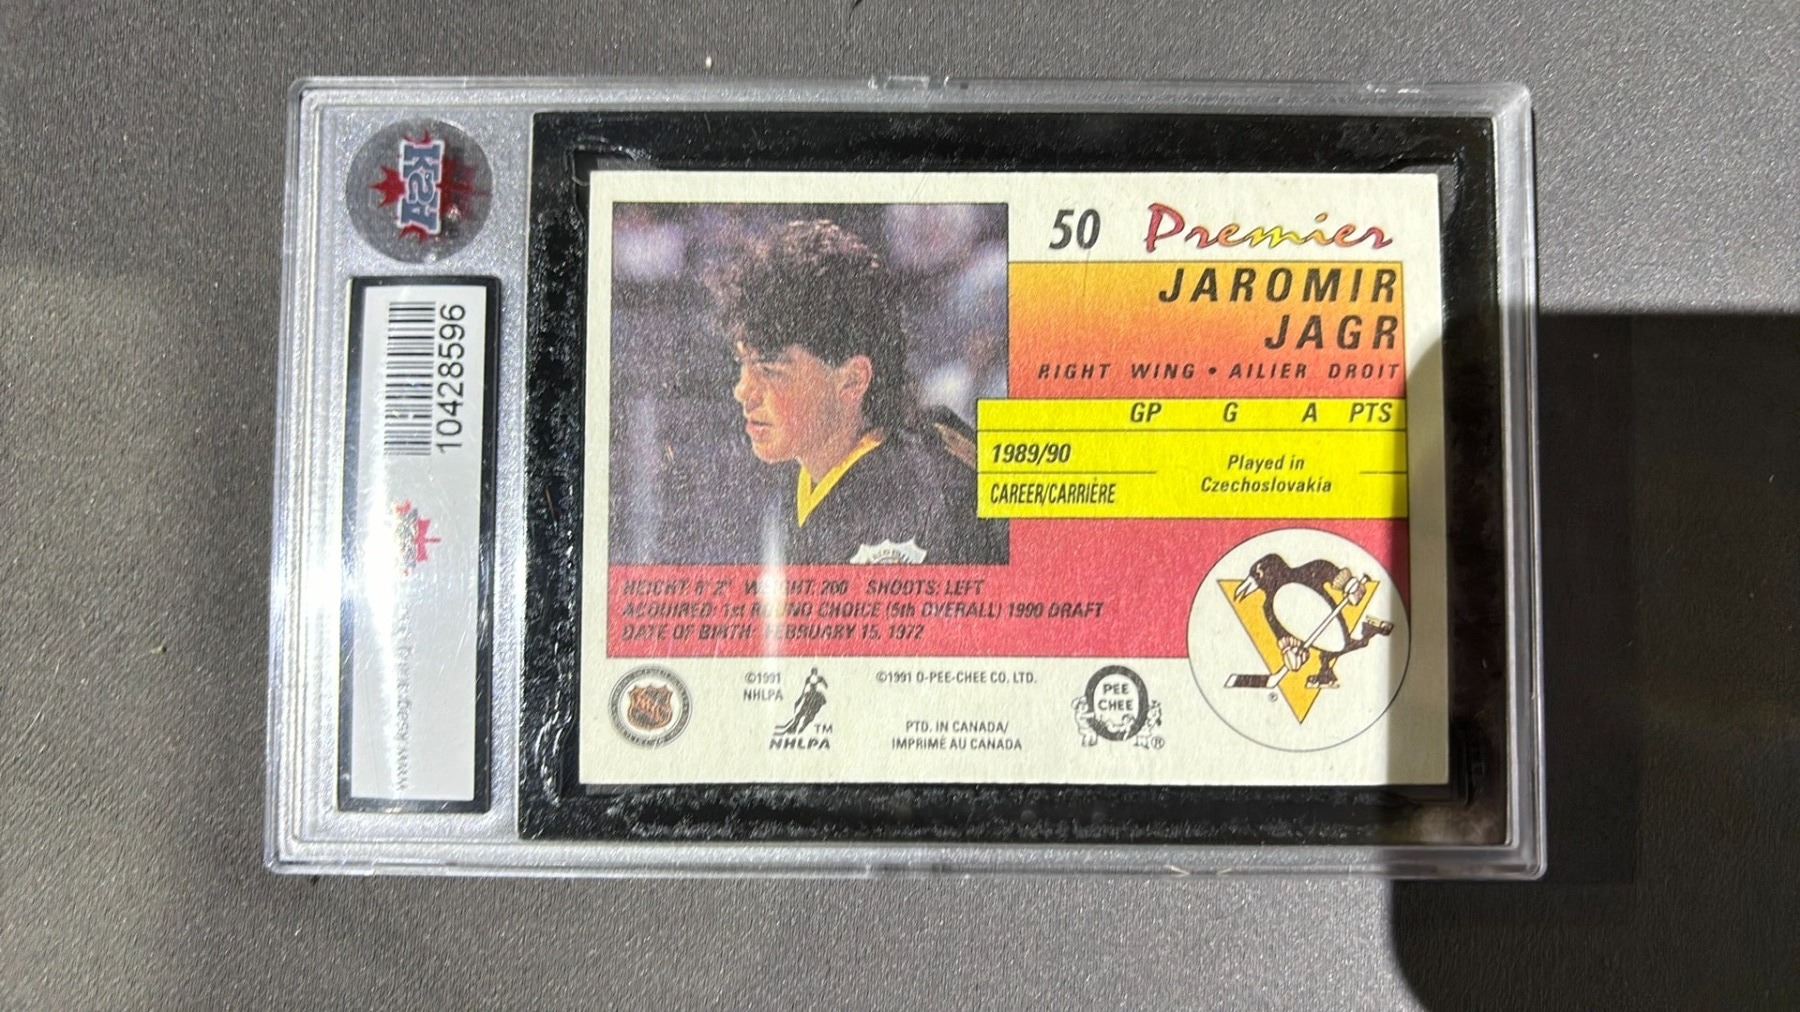 KSA
10428596
50 Premier
JAROMIR
JAGR
RIGHT WING • AILIER DROIT
GP G A PTS
1989/90
CAREER/CARRIÈRE
Played in
Czechoslovakia
HEIGHT: 6' 2" WEIGHT: 200 SHOOTS: LEFT
ACQUIRED: 1st ROUND CHOICE (5th OVERALL) 1990 DRAFT
DATE OF BIRTH: FEBRUARY 15, 1972
NHL
©1991
NHLPA
TM
NHLPA
©1991 O-PEE-CHEE CO. LTD.
PTD. IN CANADA/
IMPRIMÉ AU CANADA
PEE
CHEE
®
®